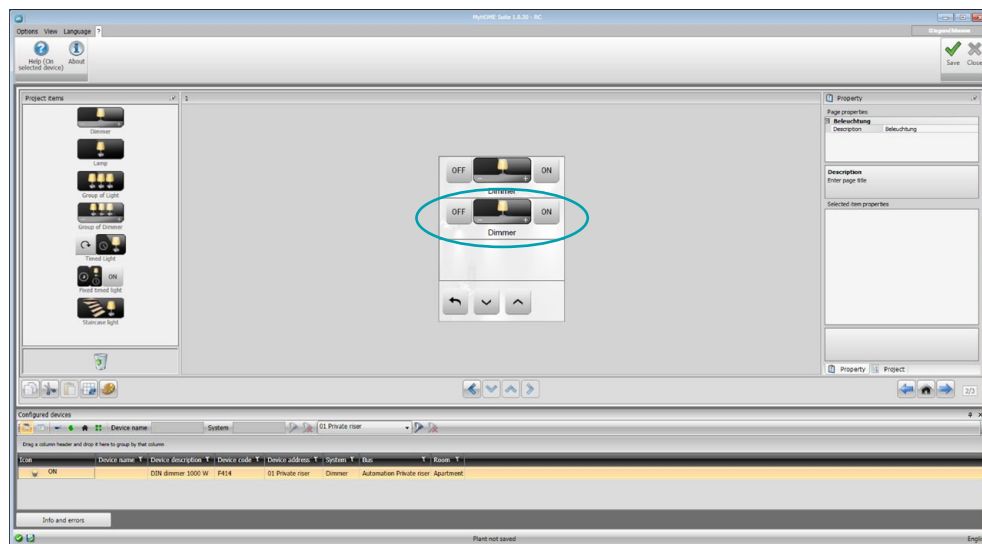 MyHOME Suite 1.0.30 - RC
Options View Language ?
Help (On
selected device)
About
Save
Close
Project items
1
Property
Dimmer
Lamp
Group of Light
Group of Dimmer
Timed Light
ON
Fixed timed light
Staircase light
OFF
ON
Dimmer
OFF
ON
Dimmer
Page properties
Beleuchtung
Description Beleuchtung
Description
Enter page title
Selected item properties
Property
Project
2/3
Configured devices
Device name
System
01 Private riser
Drag a column header and drop it here to group by that column
Icon Device name Device description Device code Device address System Bus Room
ON DIN dimmer 1000 W F414 01 Private riser Dimmer Automation Private riser Apartment
Info and errors
Plant not saved